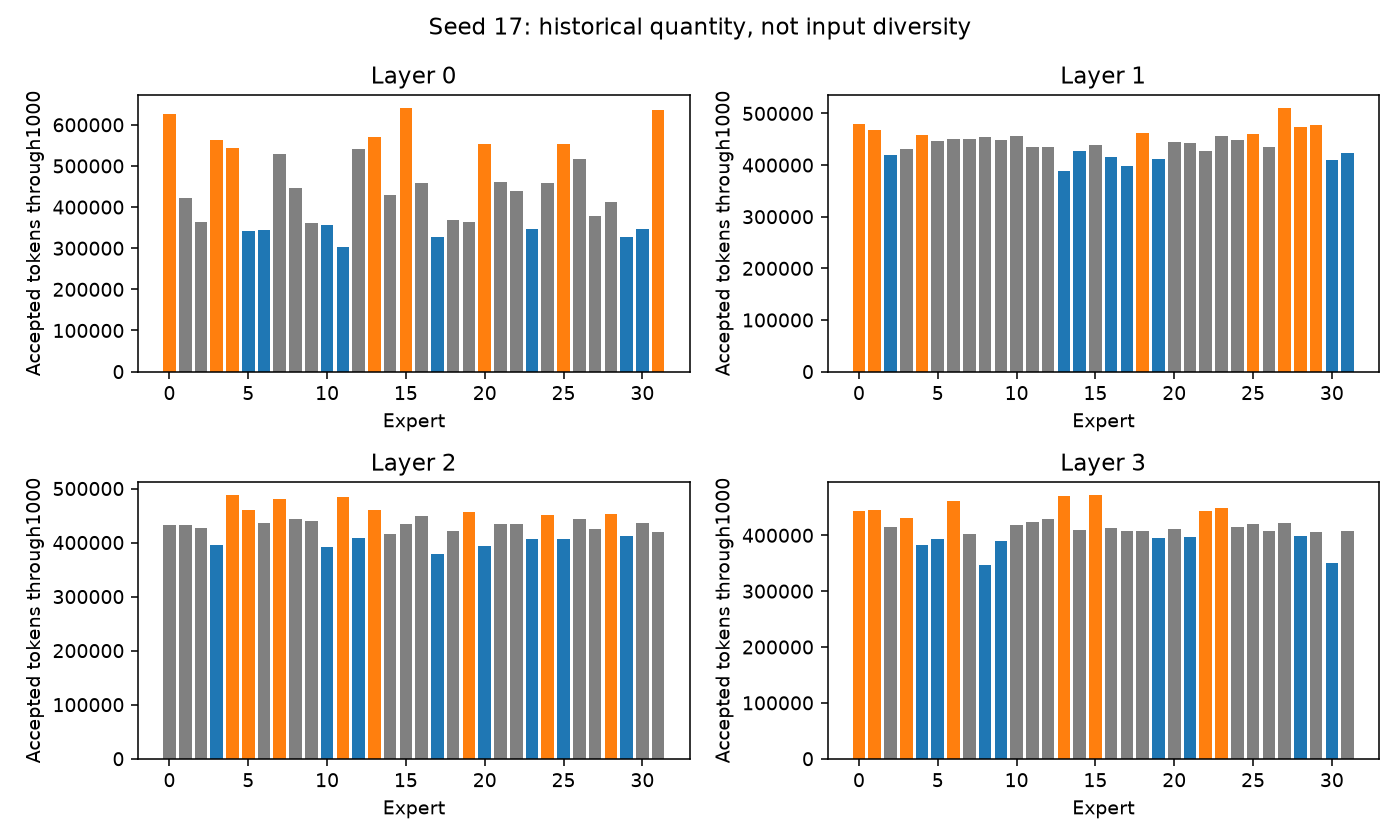 Seed 17: historical quantity, not input diversity
Layer 0
Accepted tokens through1000
600000
500000
400000
300000
200000
100000
0
0 5 10 15 20 25 30
Expert
Layer 1
Accepted tokens through1000
500000
400000
300000
200000
100000
0
0 5 10 15 20 25 30
Expert
Layer 2
Accepted tokens through1000
500000
400000
300000
200000
100000
0
0 5 10 15 20 25 30
Expert
Layer 3
Accepted tokens through1000
400000
300000
200000
100000
0
0 5 10 15 20 25 30
Expert